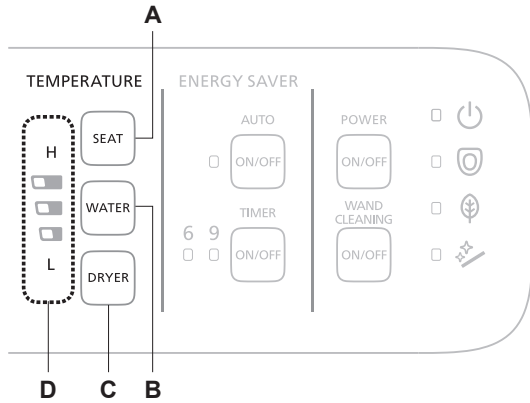 A
TEMPERATURE
ENERGY SAVER
SEAT
H
AUTO
ON/OFF
POWER
ON/OFF
WATER
TIMER
6 9
ON/OFF
WAND
CLEANING
ON/OFF
L
DRYER
D
C
B